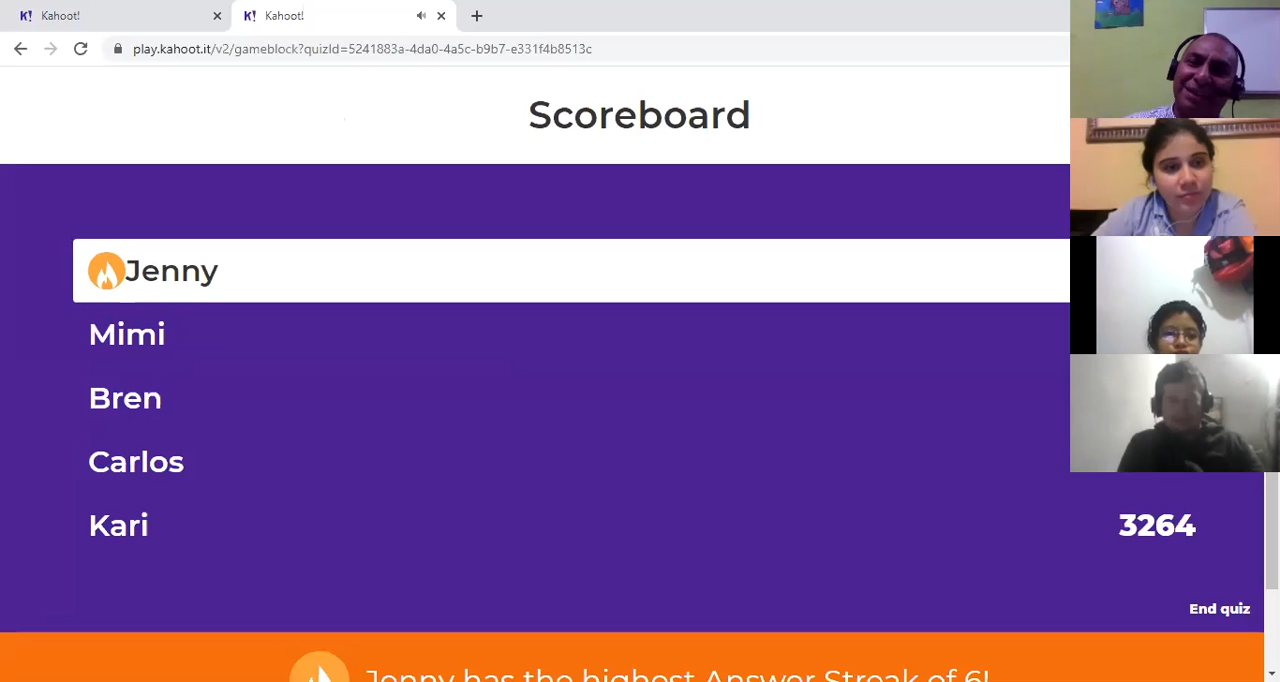 K! Kahoot!
K! Kahoot!
play.kahoot.it/v2/gameblock?quizId=5241883a-4da0-4a5c-b9b7-e331f4b8513c
Scoreboard
Jenny
Mimi
Bren
Carlos
Kari 3264
End quiz
Jenny has the highest Answer Streak of 6!